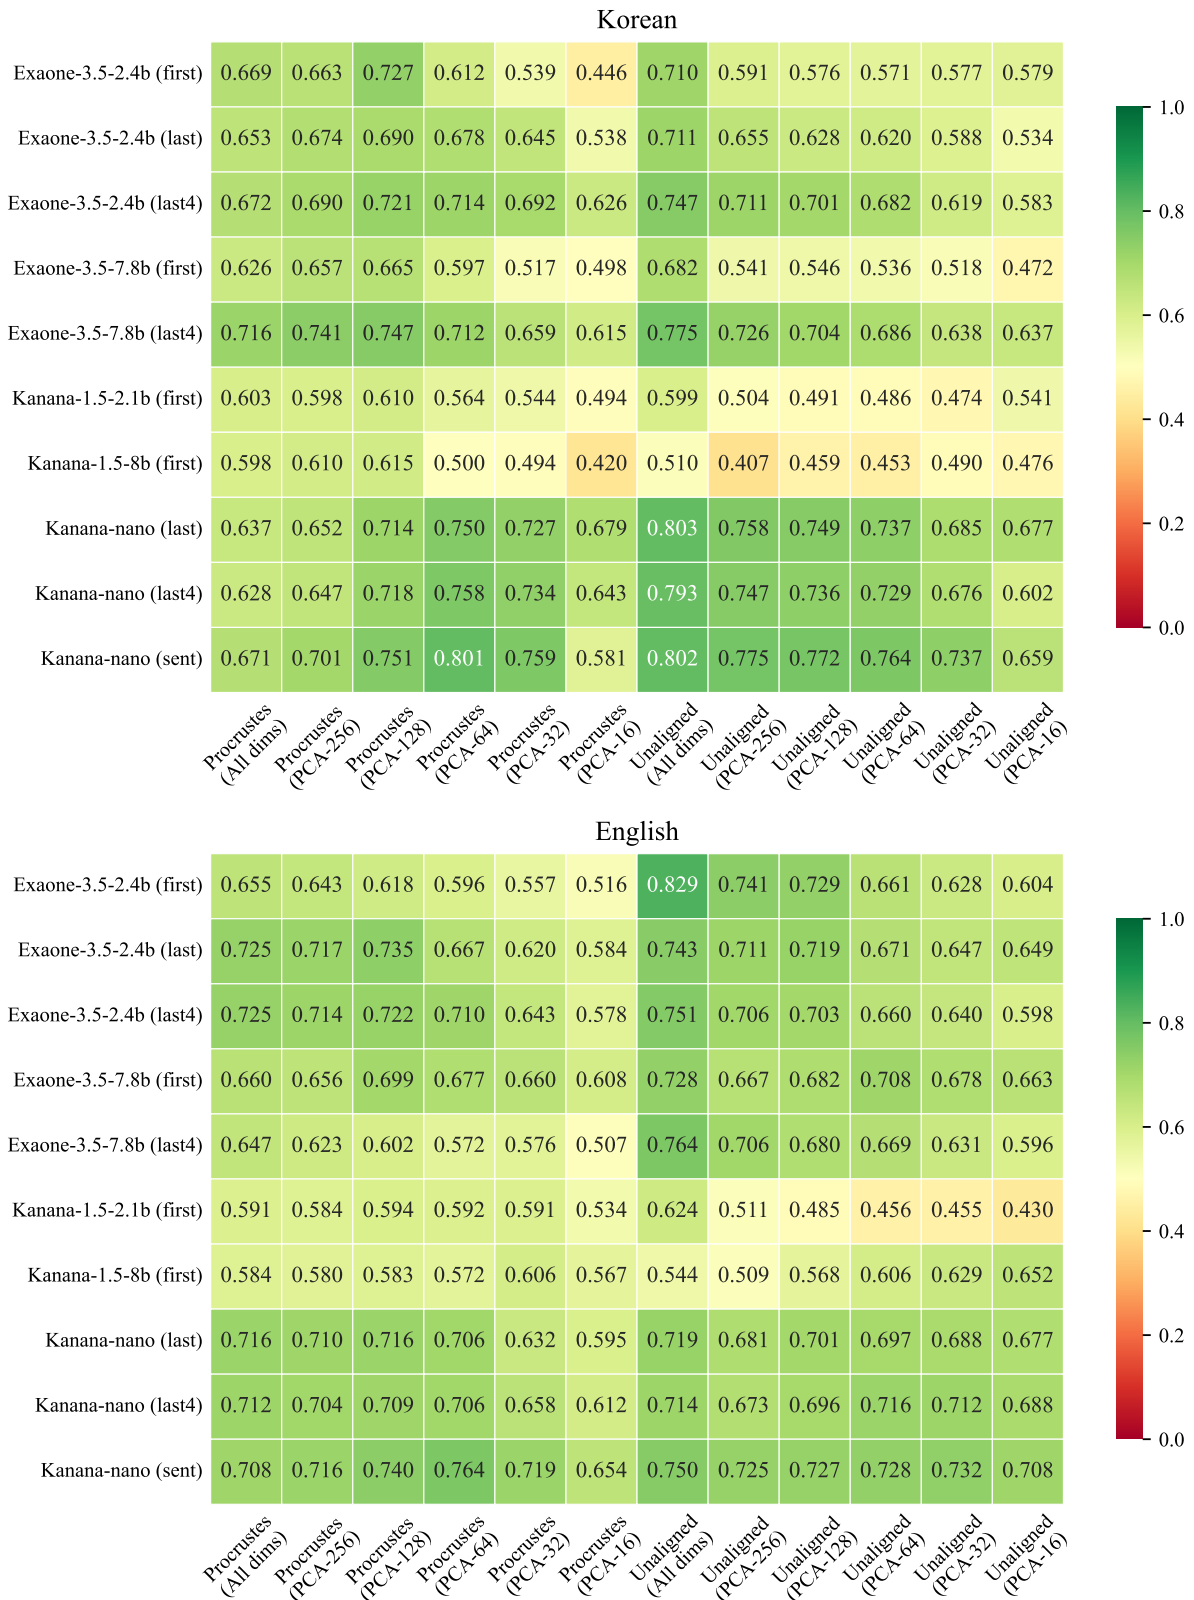 Korean
Exaone-3.5-2.4b (first) 0.669 0.663 0.727 0.612 0.539 0.446 0.710 0.591 0.576 0.571 0.577 0.579
Exaone-3.5-2.4b (last) 0.653 0.674 0.690 0.678 0.645 0.538 0.711 0.655 0.628 0.620 0.588 0.534
Exaone-3.5-2.4b (last4) 0.672 0.690 0.721 0.714 0.692 0.626 0.747 0.711 0.701 0.682 0.619 0.583
Exaone-3.5-7.8b (first) 0.626 0.657 0.665 0.597 0.517 0.498 0.682 0.541 0.546 0.536 0.518 0.472
Exaone-3.5-7.8b (last4) 0.716 0.741 0.747 0.712 0.659 0.615 0.775 0.726 0.704 0.686 0.638 0.637
Kanana-1.5-2.1b (first) 0.603 0.598 0.610 0.564 0.544 0.494 0.599 0.504 0.491 0.486 0.474 0.541
Kanana-1.5-8b (first) 0.598 0.610 0.615 0.500 0.494 0.420 0.510 0.407 0.459 0.453 0.490 0.476
Kanana-nano (last) 0.637 0.652 0.714 0.750 0.727 0.679 0.803 0.758 0.749 0.737 0.685 0.677
Kanana-nano (last4) 0.628 0.647 0.718 0.758 0.734 0.643 0.793 0.747 0.736 0.729 0.676 0.602
Kanana-nano (sent) 0.671 0.701 0.751 0.801 0.759 0.581 0.802 0.775 0.772 0.764 0.737 0.659
Procrustes
(All dims)
Procrustes
(PCA-256)
Procrustes
(PCA-128)
Procrustes
(PCA-64)
Procrustes
(PCA-32)
Procrustes
(PCA-16)
Unaligned
(All dims)
Unaligned
(PCA-256)
Unaligned
(PCA-128)
Unaligned
(PCA-64)
Unaligned
(PCA-32)
Unaligned
(PCA-16)
1.0
0.8
0.6
0.4
0.2
0.0
English
Exaone-3.5-2.4b (first) 0.655 0.643 0.618 0.596 0.557 0.516 0.829 0.741 0.729 0.661 0.628 0.604
Exaone-3.5-2.4b (last) 0.725 0.717 0.735 0.667 0.620 0.584 0.743 0.711 0.719 0.671 0.647 0.649
Exaone-3.5-2.4b (last4) 0.725 0.714 0.722 0.710 0.643 0.578 0.751 0.706 0.703 0.660 0.640 0.598
Exaone-3.5-7.8b (first) 0.660 0.656 0.699 0.677 0.660 0.608 0.728 0.667 0.682 0.708 0.678 0.663
Exaone-3.5-7.8b (last4) 0.647 0.623 0.602 0.572 0.576 0.507 0.764 0.706 0.680 0.669 0.631 0.596
Kanana-1.5-2.1b (first) 0.591 0.584 0.594 0.592 0.591 0.534 0.624 0.511 0.485 0.456 0.455 0.430
Kanana-1.5-8b (first) 0.584 0.580 0.583 0.572 0.606 0.567 0.544 0.509 0.568 0.606 0.629 0.652
Kanana-nano (last) 0.716 0.710 0.716 0.706 0.632 0.595 0.719 0.681 0.701 0.697 0.688 0.677
Kanana-nano (last4) 0.712 0.704 0.709 0.706 0.658 0.612 0.714 0.673 0.696 0.716 0.712 0.688
Kanana-nano (sent) 0.708 0.716 0.740 0.764 0.719 0.654 0.750 0.725 0.727 0.728 0.732 0.708
Procrustes
(All dims)
Procrustes
(PCA-256)
Procrustes
(PCA-128)
Procrustes
(PCA-64)
Procrustes
(PCA-32)
Procrustes
(PCA-16)
Unaligned
(All dims)
Unaligned
(PCA-256)
Unaligned
(PCA-128)
Unaligned
(PCA-64)
Unaligned
(PCA-32)
Unaligned
(PCA-16)
1.0
0.8
0.6
0.4
0.2
0.0